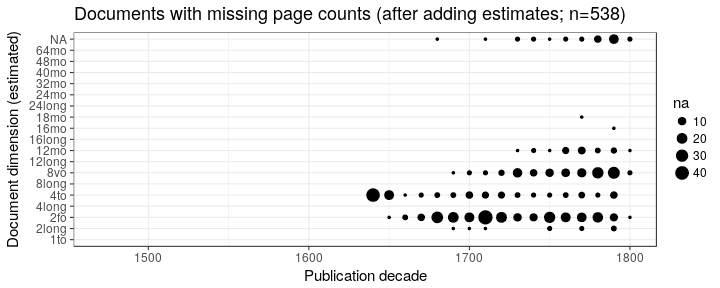 Documents with missing page counts (after adding estimates; n=538)
Document dimension (estimated)
NA
64mo
48mo
40mo
32mo
24mo
24long
18mo
16mo
16long
12mo
12long
8vo
8long
4to
4long
2fo
2long
1to
1500
1600
1700
1800
Publication decade
na
10
20
30
40